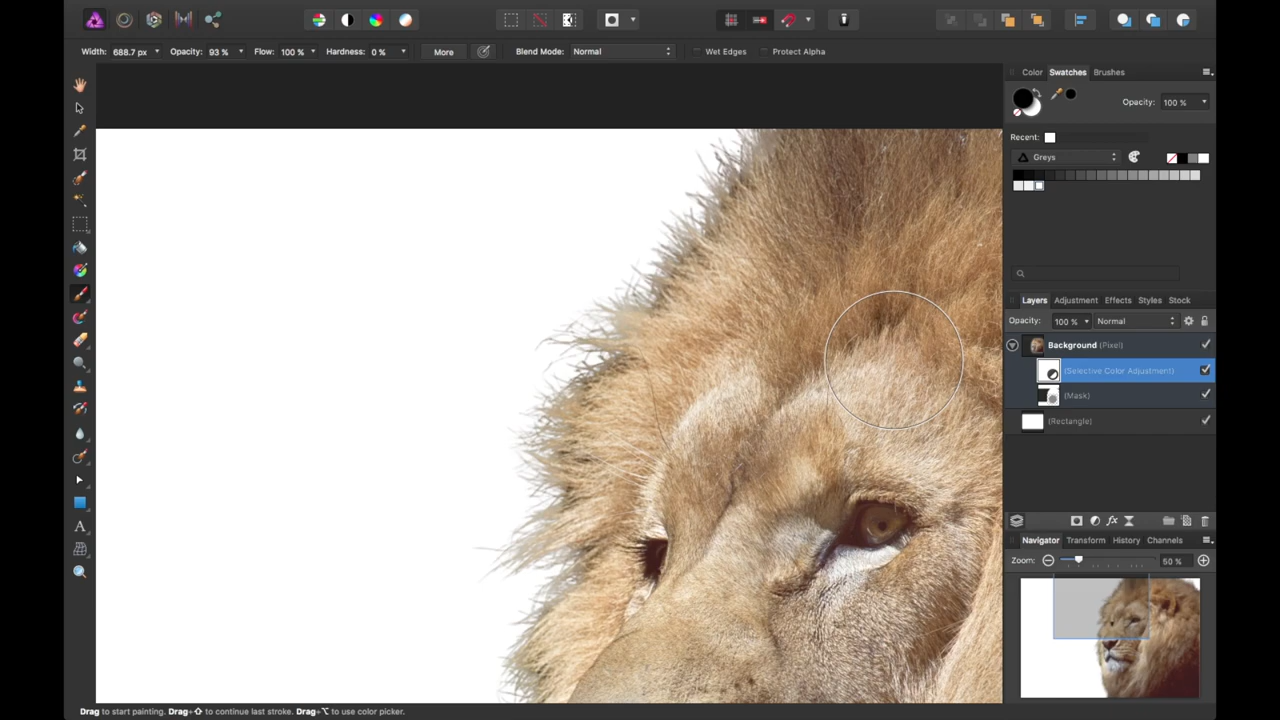 Width: 688.7 px Opacity: 93 % Flow: 100 % Hardness: 0 % More Blend Mode: Normal Wet Edges Protect Alpha
Color Swatches Brushes
Opacity: 100 %
Recent:
Greys
Layers Adjustment Effects Styles Stock
Opacity: 100 % Normal
Background (Pixel)
(Selective Color Adjustment)
(Mask)
(Rectangle)
fx
Navigator Transform History Channels
Zoom: 50 %
A
Drag to start painting. Drag+⇧ to continue last stroke. Drag+⌥ to use color picker.